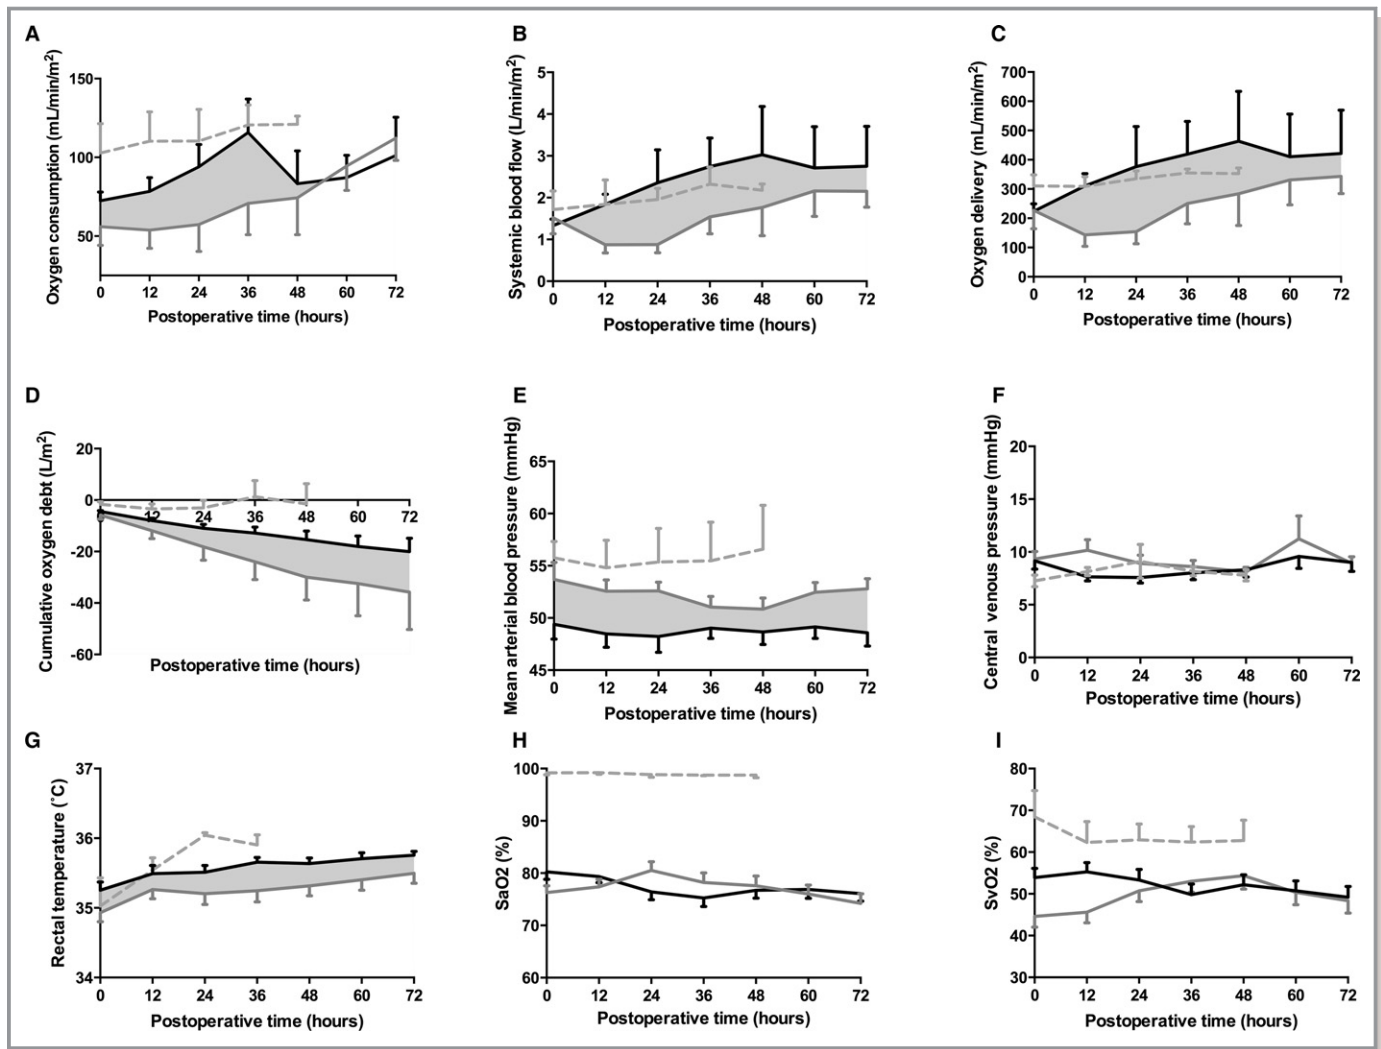 A
Oxygen consumption (mL/min/m²)
150
100
50
0 12 24 36 48 60 72
Postoperative time (hours)
B
Systemic blood flow (L/min/m²)
5
4
3
2
1
0
0 12 24 36 48 60 72
Postoperative time (hours)
C
Oxygen delivery (mL/min/m²)
700
600
500
400
300
200
100
0
0 12 24 36 48 60 72
Postoperative time (hours)
D
Cumulative oxygen debt (L/m²)
20
0
-20
-40
-60
12 24 36 48 60 72
Postoperative time (hours)
E
Mean arterial blood pressure (mmHg)
65
60
55
50
45
0 12 24 36 48 60 72
Postoperative time (hours)
F
Central venous pressure (mmHg)
20
15
10
5
0
0 12 24 36 48 60 72
Postoperative time (hours)
G
Rectal temperature (˚C)
37
36
35
34
0 12 24 36 48 60 72
Postoperative time (hours)
H
SaO2 (%)
100
90
80
70
60
0 12 24 36 48 60 72
Postoperative time (hours)
I
SvO2 (%)
80
70
60
50
40
30
0 12 24 36 48 60 72
Postoperative time (hours)